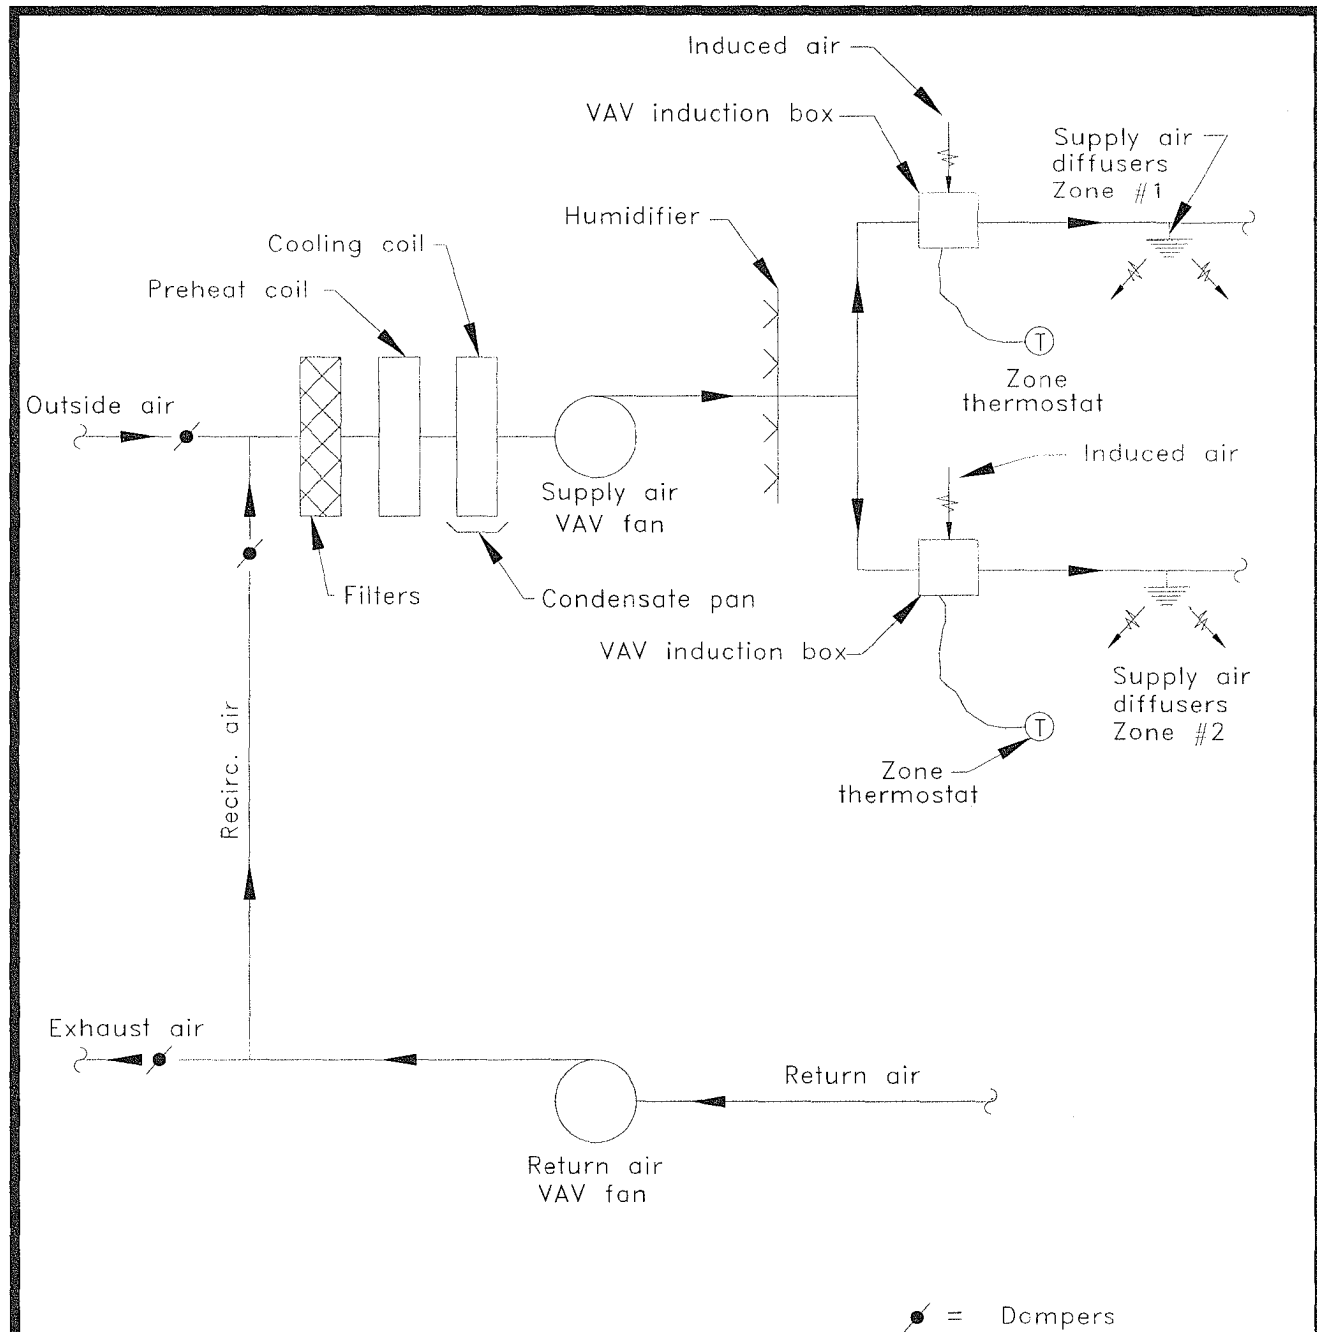 Induced air
VAV induction box
Supply air
diffusers
Zone #1
Humidifier
Cooling coil
Preheat coil
T
Zone
thermostat
Outside air
Induced air
Supply air
VAV fan
Filters
Condensate pan
VAV induction box
Supply air
diffusers
Zone #2
T
Zone
thermostat
Recirc. air
Exhaust air
Return air
Return air
VAV fan
= Dampers